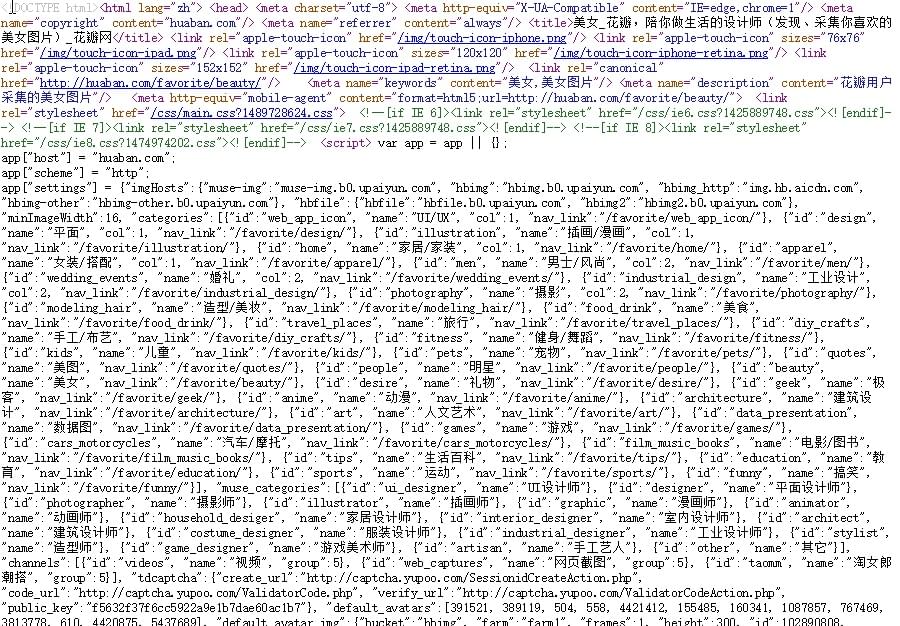 <!DOCTYPE html><html lang="zh"> <head> <meta charset="utf-8"> <meta http-equiv="X-UA-Compatible" content="IE=edge,chrome=1"/> <meta
name="copyright" content="huaban.com"/> <meta name="referrer" content="always"/> <title>美女_花瓣，陪你做生活的设计师（发现、采集你喜欢的
美女图片）_花瓣网</title> <link rel="apple-touch-icon" href="/img/touch-icon-iphone.png"/> <link rel="apple-touch-icon" sizes="76x76"
href="/img/touch-icon-ipad.png"/> <link rel="apple-touch-icon" sizes="120x120" href="/img/touch-icon-iphone-retina.png"/> <link
rel="apple-touch-icon" sizes="152x152" href="/img/touch-icon-ipad-retina.png"/>  <link rel="canonical"
href="http://huaban.com/favorite/beauty/"/>   <meta name="keywords" content="美女,美女图片"/> <meta name="description" content="花瓣用户
采集的美女图片"/>   <meta http-equiv="mobile-agent" content="format=html5;url=http://huaban.com/favorite/beauty/">  <link
rel="stylesheet" href="/css/main.css?1489728624.css">  <!--[if IE 6]><link rel="stylesheet" href="/css/ie6.css?1425889748.css"><![endif]-
-> <!--[if IE 7]><link rel="stylesheet" href="/css/ie7.css?1425889748.css"><![endif]--> <!--[if IE 8]><link rel="stylesheet"
href="/css/ie8.css?1474974202.css"><![endif]-->  <script> var app = app || {};
app["host"] = "huaban.com";
app["scheme"] = "http";
app["settings"] = {"imgHosts":{"muse-img":"muse-img.b0.upaiyun.com", "hbimg":"hbimg.b0.upaiyun.com", "hbimg_http":"img.hb.aicdn.com",
"hbimg-other":"hbimg-other.b0.upaiyun.com"}, "hbfile":{"hbfile":"hbfile.b0.upaiyun.com", "hbimg2":"hbimg2.b0.upaiyun.com"},
"minImageWidth":16, "categories":[{"id":"web_app_icon", "name":"UI/UX", "col":1, "nav_link":"/favorite/web_app_icon/"}, {"id":"design",
"name":"平面", "col":1, "nav_link":"/favorite/design/"}, {"id":"illustration", "name":"插画/漫画", "col":1,
"nav_link":"/favorite/illustration/"}, {"id":"home", "name":"家居/家装", "col":1, "nav_link":"/favorite/home/"}, {"id":"apparel",
"name":"女装/搭配", "col":1, "nav_link":"/favorite/apparel/"}, {"id":"men", "name":"男士/风尚", "col":2, "nav_link":"/favorite/men/"},
{"id":"wedding_events", "name":"婚礼", "col":2, "nav_link":"/favorite/wedding_events/"}, {"id":"industrial_design", "name":"工业设计",
"col":2, "nav_link":"/favorite/industrial_design/"}, {"id":"photography", "name":"摄影", "col":2, "nav_link":"/favorite/photography/"},
{"id":"modeling_hair", "name":"造型/美妆", "nav_link":"/favorite/modeling_hair/"}, {"id":"food_drink", "name":"美食",
"nav_link":"/favorite/food_drink/"}, {"id":"travel_places", "name":"旅行", "nav_link":"/favorite/travel_places/"}, {"id":"diy_crafts",
"name":"手工/布艺", "nav_link":"/favorite/diy_crafts/"}, {"id":"fitness", "name":"健身/舞蹈", "nav_link":"/favorite/fitness/"},
{"id":"kids", "name":"儿童", "nav_link":"/favorite/kids/"}, {"id":"pets", "name":"宠物", "nav_link":"/favorite/pets/"}, {"id":"quotes",
"name":"美图", "nav_link":"/favorite/quotes/"}, {"id":"people", "name":"明星", "nav_link":"/favorite/people/"}, {"id":"beauty",
"name":"美女", "nav_link":"/favorite/beauty/"}, {"id":"desire", "name":"礼物", "nav_link":"/favorite/desire/"}, {"id":"geek", "name":"极
客", "nav_link":"/favorite/geek/"}, {"id":"anime", "name":"动漫", "nav_link":"/favorite/anime/"}, {"id":"architecture", "name":"建筑设
计", "nav_link":"/favorite/architecture/"}, {"id":"art", "name":"人文艺术", "nav_link":"/favorite/art/"}, {"id":"data_presentation",
"name":"数据图", "nav_link":"/favorite/data_presentation/"}, {"id":"games", "name":"游戏", "nav_link":"/favorite/games/"},
{"id":"cars_motorcycles", "name":"汽车/摩托", "nav_link":"/favorite/cars_motorcycles/"}, {"id":"film_music_books", "name":"电影/图书",
"nav_link":"/favorite/film_music_books/"}, {"id":"tips", "name":"生活百科", "nav_link":"/favorite/tips/"}, {"id":"education", "name":"教
育", "nav_link":"/favorite/education/"}, {"id":"sports", "name":"运动", "nav_link":"/favorite/sports/"}, {"id":"funny", "name":"搞笑",
"nav_link":"/favorite/funny/"}], "muse_categories":[{"id":"ui_designer", "name":"UI设计师"}, {"id":"designer", "name":"平面设计师"},
{"id":"photographer", "name":"摄影师"}, {"id":"illustrator", "name":"插画师"}, {"id":"graphic", "name":"漫画师"}, {"id":"animator",
"name":"动画师"}, {"id":"household_desiger", "name":"家居设计师"}, {"id":"interior_designer", "name":"室内设计师"}, {"id":"architect",
"name":"建筑设计师"}, {"id":"costume_designer", "name":"服装设计师"}, {"id":"industrial_designer", "name":"工业设计师"}, {"id":"stylist",
"name":"造型师"}, {"id":"game_designer", "name":"游戏美术师"}, {"id":"artisan", "name":"手工艺人"}, {"id":"other", "name":"其它"}],
"channels":[{"id":"videos", "name":"视频", "group":5}, {"id":"web_captures", "name":"网页截图", "group":5}, {"id":"taomm", "name":"淘女郎
潮搭", "group":5}], "tdcaptcha":{"create_url":"http://captcha.yupoo.com/SessionidCreateAction.php",
"code_url":"http://captcha.yupoo.com/ValidatorCode.php", "verify_url":"http://captcha.yupoo.com/ValidatorCodeAction.php",
"public_key":"f5632f37f6cc5922a9e1b7dae60ac1b7"}, "default_avatars":[391521, 389119, 504, 558, 4421412, 155485, 160341, 1087857, 767469,
3813778, 610, 4420875, 5437689], "default_avatar_img":{"bucket":"hbimg", "farm":"farm1", "frames":1, "height":300, "id":102890808,